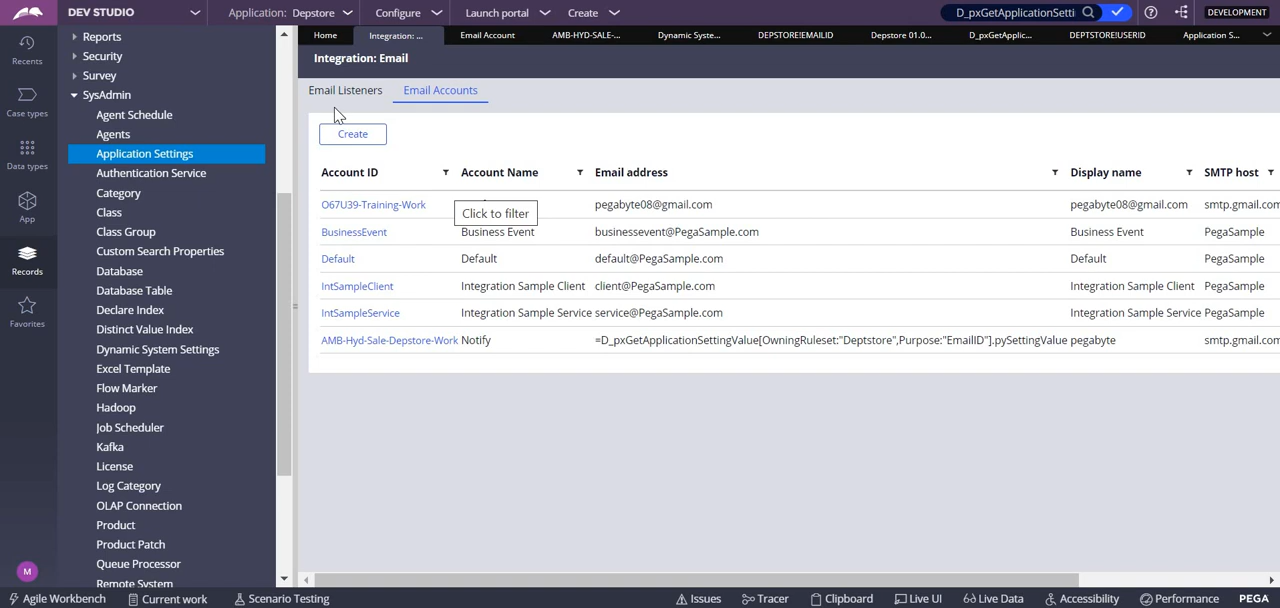 DEV STUDIO
Application: Depstore
Configure
Launch portal
Create
D_pxGetApplicationSetti
DEVELOPMENT
Recents
Case types
Data types
App
Records
Favorites
M
Reports
Security
Survey
SysAdmin
Agent Schedule
Agents
Application Settings
Authentication Service
Category
Class
Class Group
Custom Search Properties
Database
Database Table
Declare Index
Distinct Value Index
Dynamic System Settings
Excel Template
Flow Marker
Hadoop
Job Scheduler
Kafka
License
Log Category
OLAP Connection
Product
Product Patch
Queue Processor
Remote System
Home
Integration: ...
Email Account
AMB-HYD-SALE-...
Dynamic Syste...
DEPSTORE!EMAILID
Depstore 01.0...
D_pxGetApplic...
DEPTSTORE!USERID
Application S...
Integration: Email
Email Listeners
Email Accounts
Create
Account ID Account Name Email address Display name SMTP host
O67U39-Training-Work pegabyte08@gmail.com pegabyte08@gmail.com smtp.gmail.com
Click to filter
BusinessEvent Business Event businessevent@PegaSample.com Business Event PegaSample
Default Default default@PegaSample.com Default PegaSample
IntSampleClient Integration Sample Client client@PegaSample.com Integration Sample Client PegaSample
IntSampleService Integration Sample Service service@PegaSample.com Integration Sample Service PegaSample
AMB-Hyd-Sale-Depstore-Work Notify =D_pxGetApplicationSettingValue[OwningRuleset:"Deptstore",Purpose:"EmailID"].pySettingValue pegabyte smtp.gmail.com
Agile Workbench
Current work
Scenario Testing
Issues
Tracer
Clipboard
Live UI
Live Data
Accessibility
Performance
PEGA